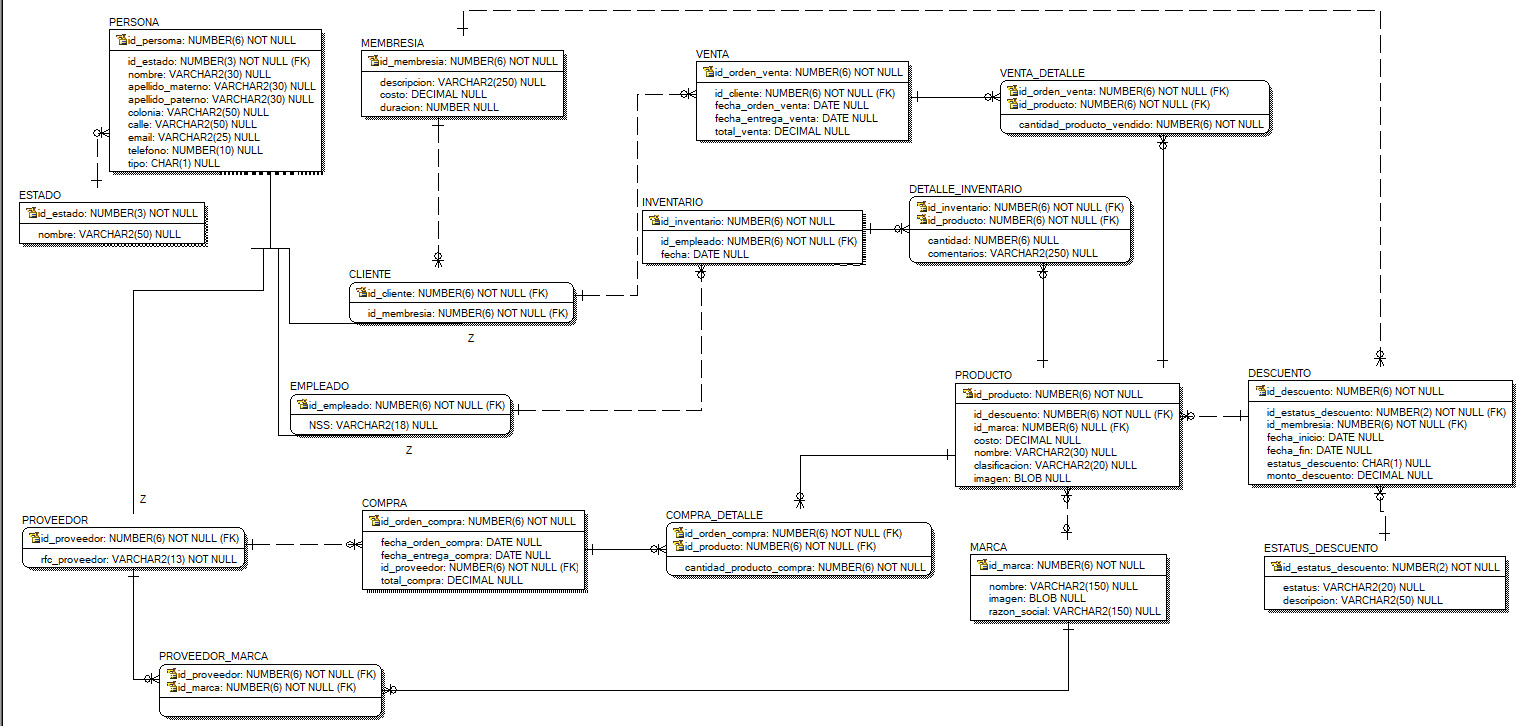 PERSONA
id_persoma: NUMBER(6) NOT NULL
id_estado: NUMBER(3) NOT NULL (FK)
nombre: VARCHAR2(30) NULL
apellido_materno: VARCHAR2(30) NULL
apellido_paterno: VARCHAR2(30) NULL
colonia: VARCHAR2(50) NULL
calle: VARCHAR2(50) NULL
email: VARCHAR2(25) NULL
telefono: NUMBER(10) NULL
tipo: CHAR(1) NULL
MEMBRESIA
id_membresia: NUMBER(6) NOT NULL
descripcion: VARCHAR2(250) NULL
costo: DECIMAL NULL
duracion: NUMBER NULL
VENTA
id_orden_venta: NUMBER(6) NOT NULL
id_cliente: NUMBER(6) NOT NULL (FK)
fecha_orden_venta: DATE NULL
fecha_entrega_venta: DATE NULL
total_venta: DECIMAL NULL
VENTA_DETALLE
id_orden_venta: NUMBER(6) NOT NULL (FK)
id_producto: NUMBER(6) NOT NULL (FK)
cantidad_producto_vendido: NUMBER(6) NOT NULL
ESTADO
id_estado: NUMBER(3) NOT NULL
nombre: VARCHAR2(50) NULL
INVENTARIO
id_inventario: NUMBER(6) NOT NULL
id_empleado: NUMBER(6) NOT NULL (FK)
fecha: DATE NULL
DETALLE_INVENTARIO
id_inventario: NUMBER(6) NOT NULL (FK)
id_producto: NUMBER(6) NOT NULL (FK)
cantidad: NUMBER(6) NULL
comentarios: VARCHAR2(250) NULL
CLIENTE
id_cliente: NUMBER(6) NOT NULL (FK)
id_membresia: NUMBER(6) NOT NULL (FK)
Z
EMPLEADO
id_empleado: NUMBER(6) NOT NULL (FK)
NSS: VARCHAR2(18) NULL
Z
PRODUCTO
id_producto: NUMBER(6) NOT NULL
id_descuento: NUMBER(6) NOT NULL (FK)
id_marca: NUMBER(6) NULL (FK)
costo: DECIMAL NULL
nombre: VARCHAR2(30) NULL
clasificacion: VARCHAR2(20) NULL
imagen: BLOB NULL
DESCUENTO
id_descuento: NUMBER(6) NOT NULL
id_estatus_descuento: NUMBER(2) NOT NULL (FK)
id_membresia: NUMBER(6) NOT NULL (FK)
fecha_inicio: DATE NULL
fecha_fin: DATE NULL
estatus_descuento: CHAR(1) NULL
monto_descuento: DECIMAL NULL
Z
PROVEEDOR
id_proveedor: NUMBER(6) NOT NULL (FK)
rfc_proveedor: VARCHAR2(13) NOT NULL
COMPRA
id_orden_compra: NUMBER(6) NOT NULL
fecha_orden_compra: DATE NULL
fecha_entrega_compra: DATE NULL
id_proveedor: NUMBER(6) NOT NULL (FK)
total_compra: DECIMAL NULL
COMPRA_DETALLE
id_orden_compra: NUMBER(6) NOT NULL (FK)
id_producto: NUMBER(6) NOT NULL (FK)
cantidad_producto_compra: NUMBER(6) NOT NULL
MARCA
id_marca: NUMBER(6) NOT NULL
nombre: VARCHAR2(150) NULL
imagen: BLOB NULL
razon_social: VARCHAR2(150) NULL
ESTATUS_DESCUENTO
id_estatus_descuento: NUMBER(2) NOT NULL
estatus: VARCHAR2(20) NULL
descripcion: VARCHAR2(50) NULL
PROVEEDOR_MARCA
id_proveedor: NUMBER(6) NOT NULL (FK)
id_marca: NUMBER(6) NOT NULL (FK)